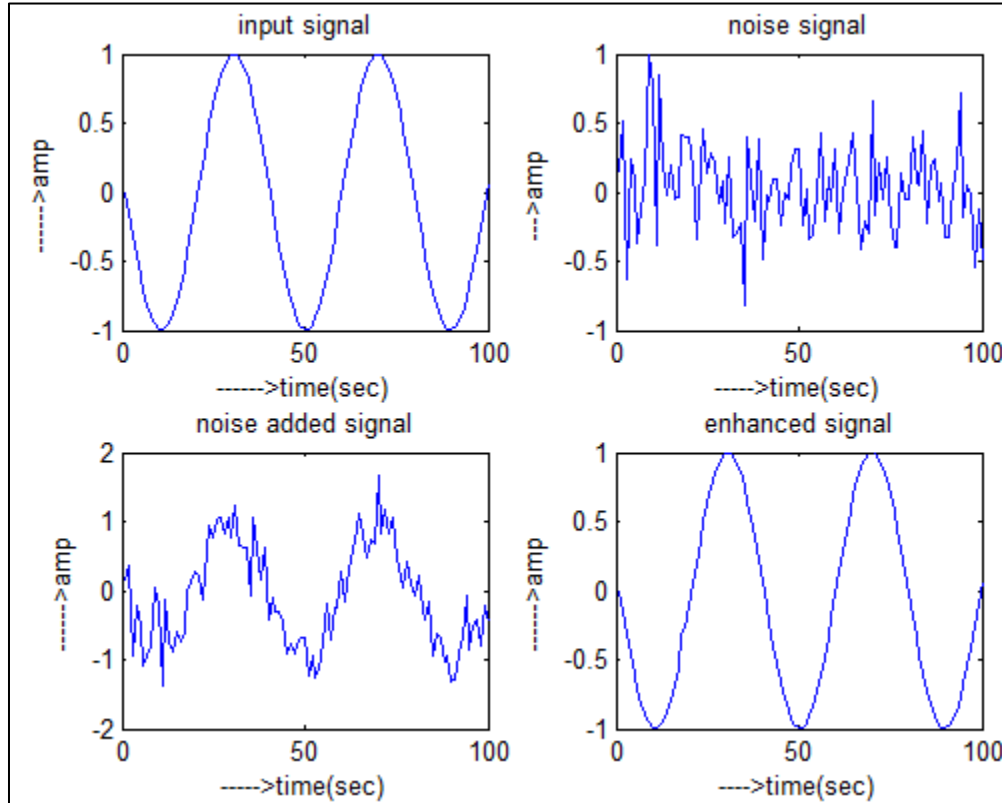 input signal
1
0.5
0
-0.5
-1
------>amp
0 50 100
------>time(sec)
noise signal
1
0.5
0
-0.5
-1
---->amp
0 50 100
----->time(sec)
noise added signal
2
1
0
-1
-2
----->amp
0 50 100
----->time(sec)
enhanced signal
1
0.5
0
-0.5
-1
------>amp
0 50 100
----->time(sec)